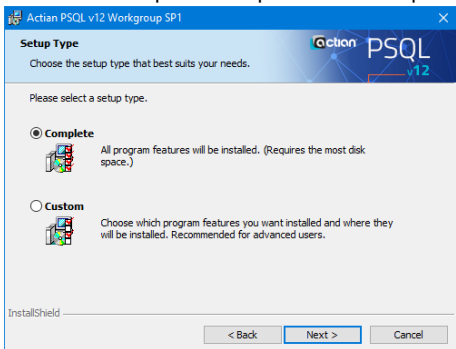 Actian PSQL v12 Workgroup SP1
Setup Type
Choose the setup type that best suits your needs.
Actian PSQL
v12
Please select a setup type.
Complete
All program features will be installed. (Requires the most disk
space.)
Custom
Choose which program features you want installed and where they
will be installed. Recommended for advanced users.
InstallShield
< Back Next > Cancel